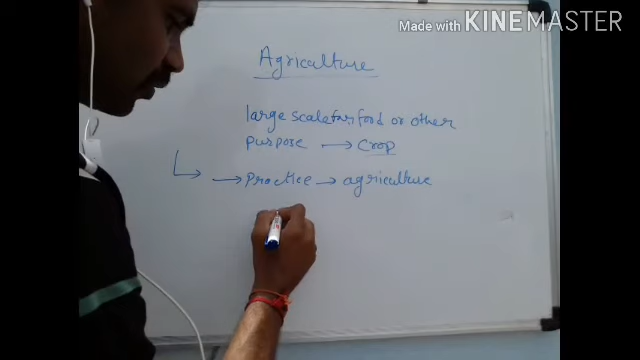 Made with KINEMASTER
Agriculture
large scale for food or other
purpose → crop
→ Practice → agriculture